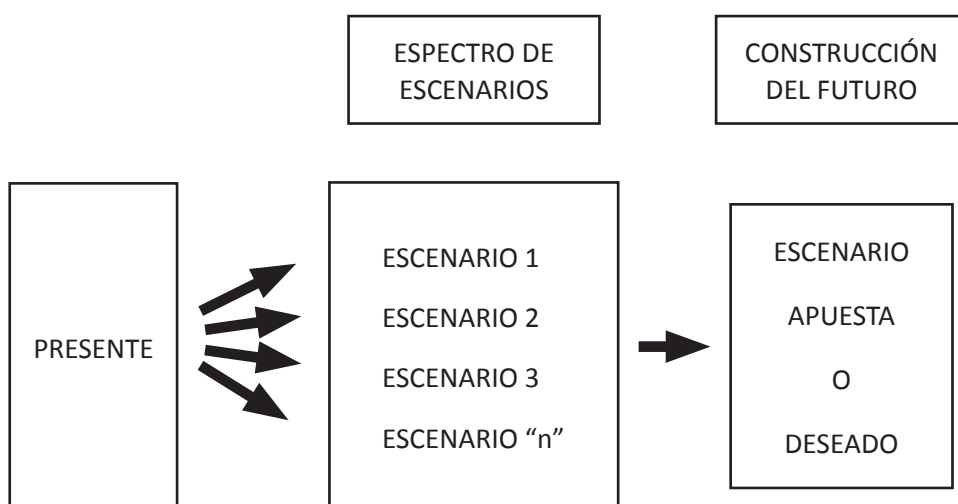 ESPECTRO DE
ESCENARIOS
CONSTRUCCIÓN
DEL FUTURO
PRESENTE
ESCENARIO 1
ESCENARIO 2
ESCENARIO 3
ESCENARIO “n”
ESCENARIO
APUESTA
O
DESEADO